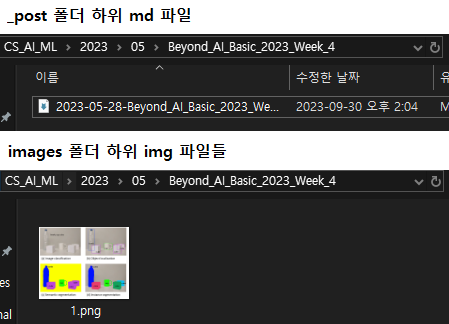 _post 폴더 하위 md 파일
CS_AI_ML > 2023 > 05 > Beyond_AI_Basic_2023_Week_4
이름 수정한 날짜 유
2023-05-28-Beyond_AI_Basic_2023_We... 2023-09-30 오후 2:04 M
images 폴더 하위 img 파일들
CS_AI_ML > 2023 > 05 > Beyond_AI_Basic_2023_Week_4
es
nal
1.png